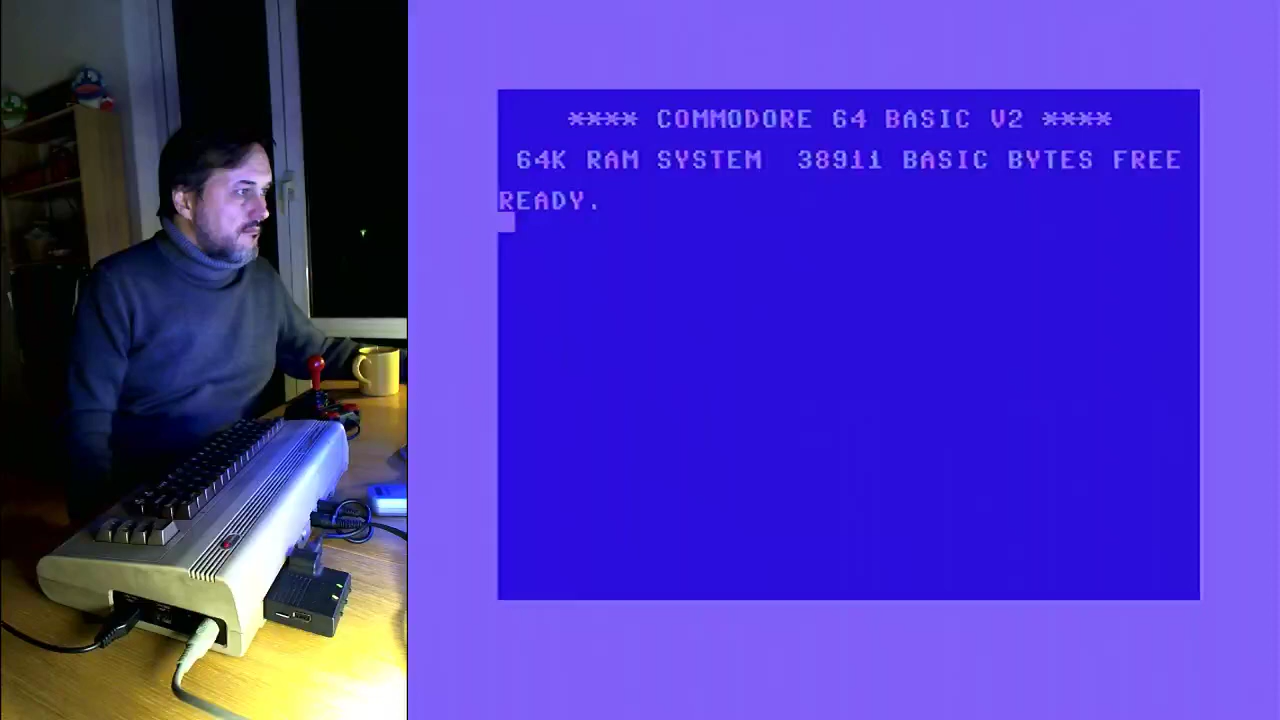 **** COMMODORE 64 BASIC V2 ****
64K RAM SYSTEM  38911 BASIC BYTES FREE
READY.